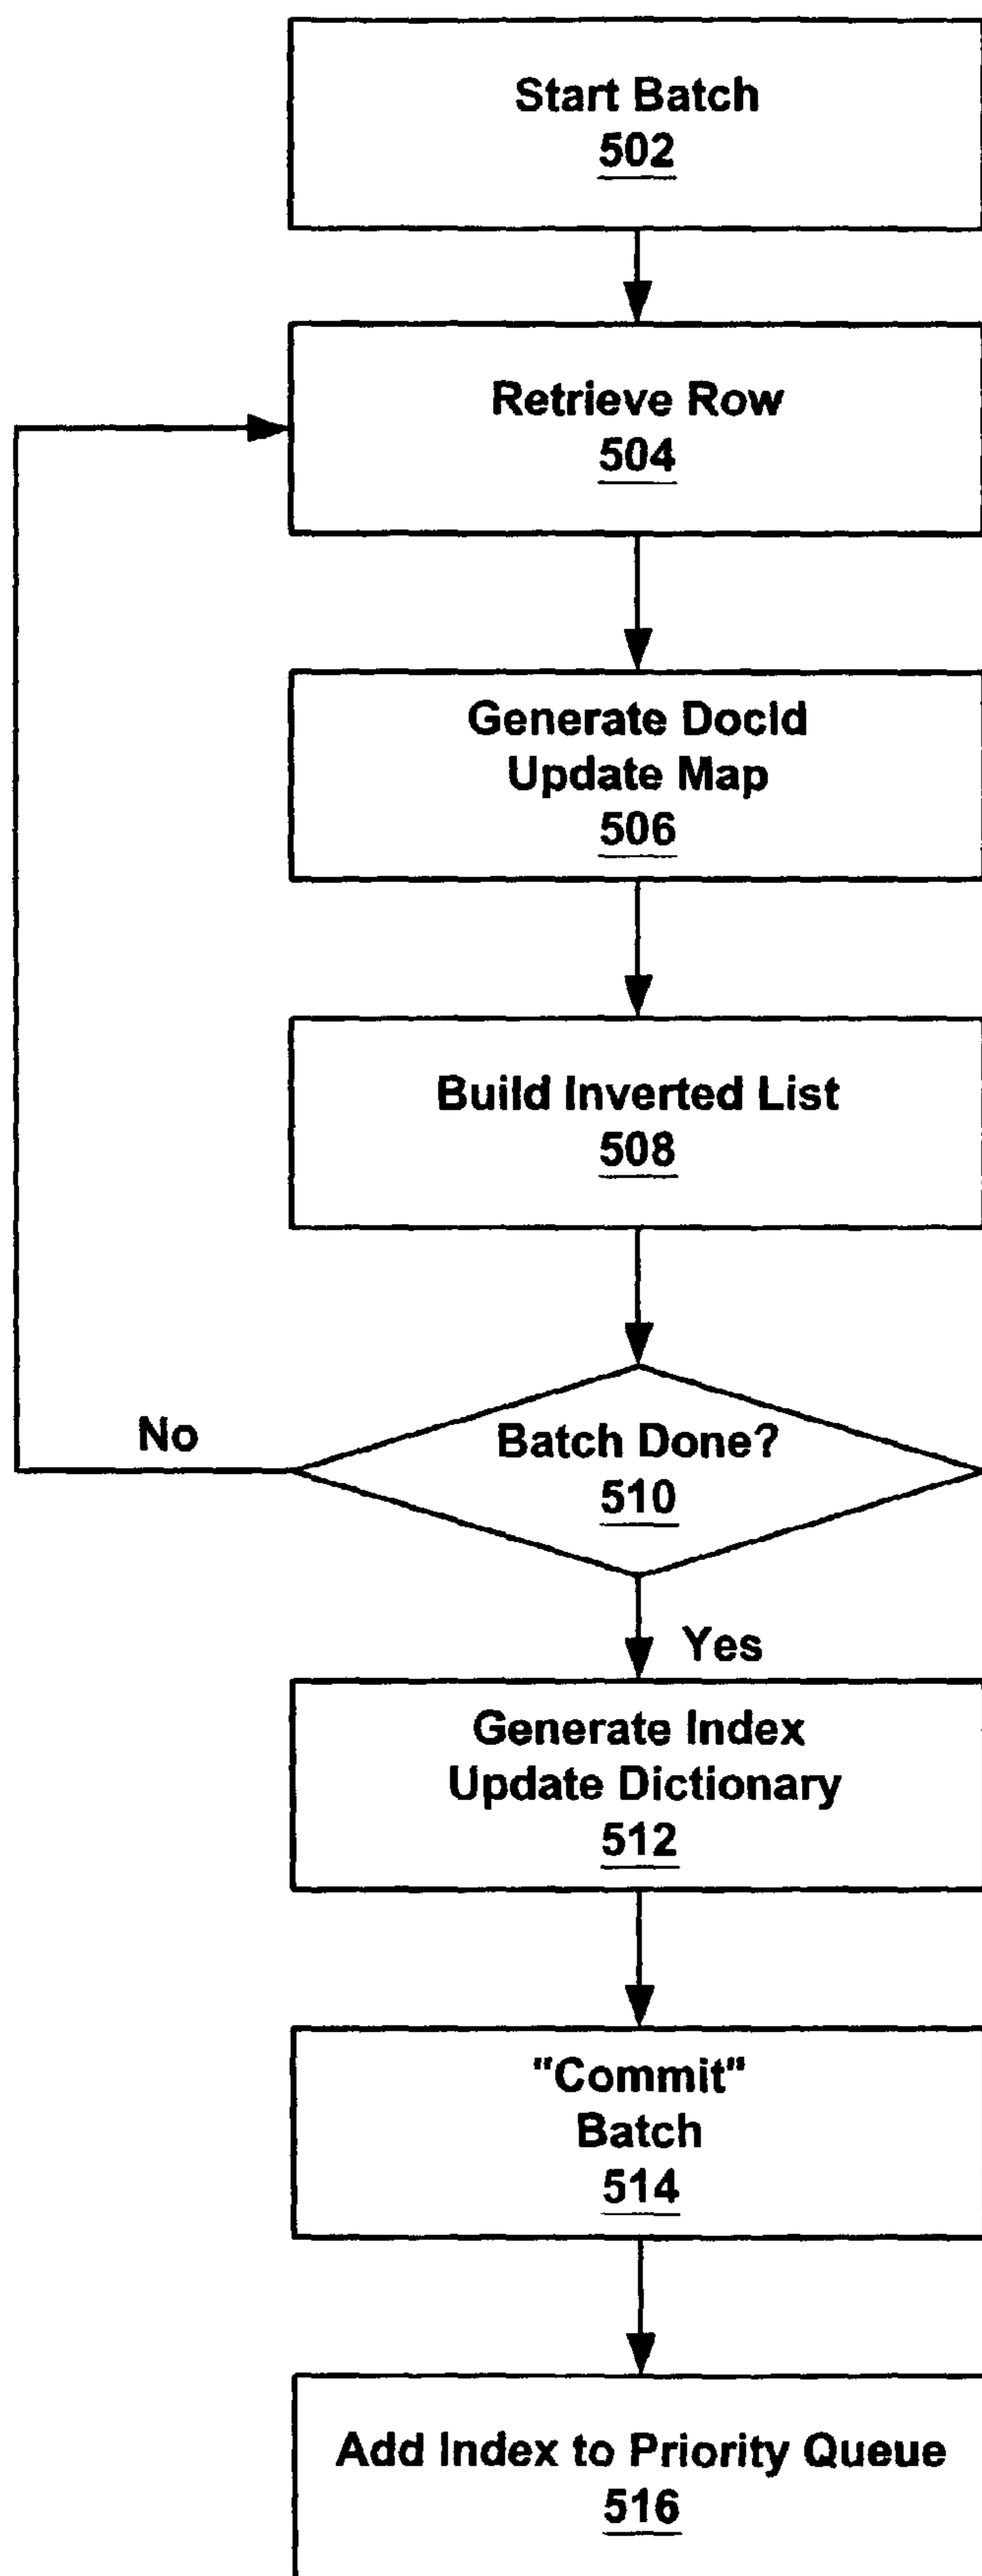 Start Batch
502
Retrieve Row
504
Generate DocId
Update Map
506
Build Inverted List
508
Batch Done?
510
No
Yes
Generate Index
Update Dictionary
512
"Commit"
Batch
514
Add Index to Priority Queue
516